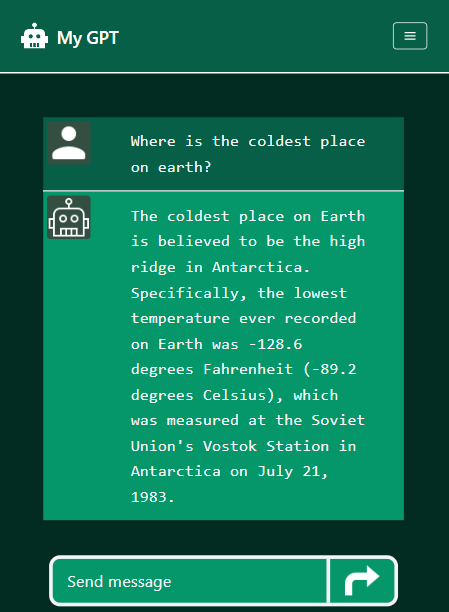 My GPT
Where is the coldest place
on earth?
The coldest place on Earth
is believed to be the high
ridge in Antarctica.
Specifically, the lowest
temperature ever recorded
on Earth was -128.6
degrees Fahrenheit (-89.2
degrees Celsius), which
was measured at the Soviet
Union's Vostok Station in
Antarctica on July 21,
1983.
Send message